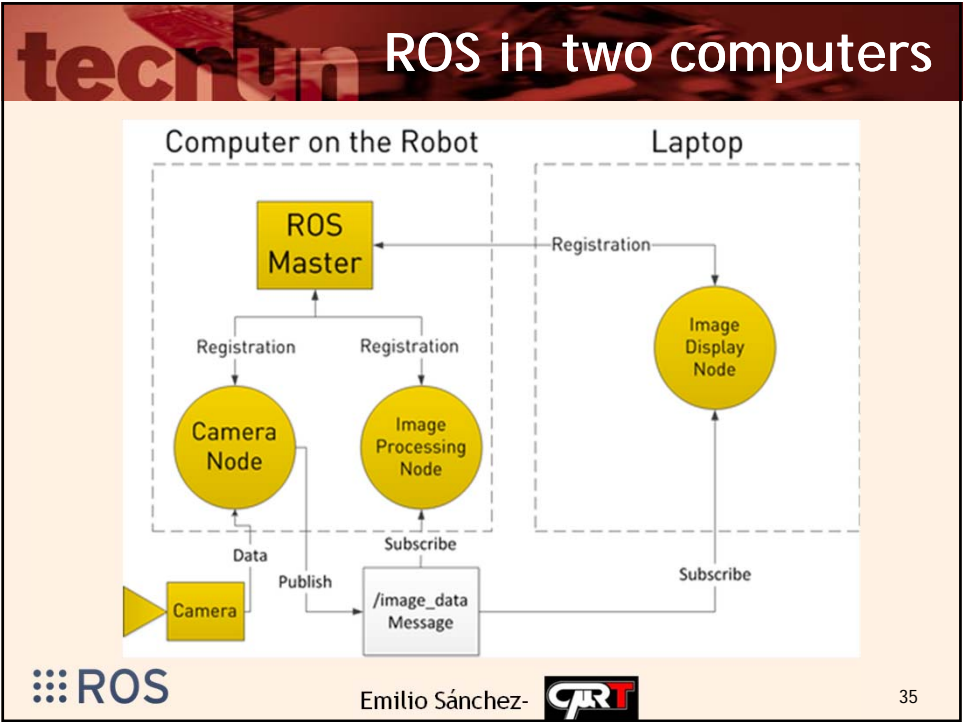 tecnun
ROS in two computers
Computer on the Robot
Laptop
ROS
Master
Registration
Registration
Registration
Image
Display
Node
Camera
Node
Image
Processing
Node
Data
Publish
Subscribe
Subscribe
Camera
/image_data
Message
ROS
Emilio Sánchez-
35